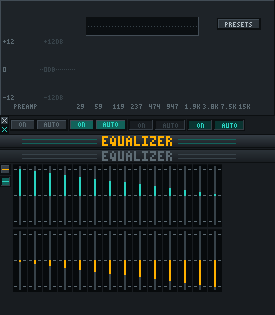 PRESETS
+12 +1200
0 000
-12 -1200
PREAMP 29 59 119 237 474 947 1.9K 3.8K 7.5K 15K
ON AUTO ON AUTO ON AUTO ON AUTO
EQUALIZER
EQUALIZER